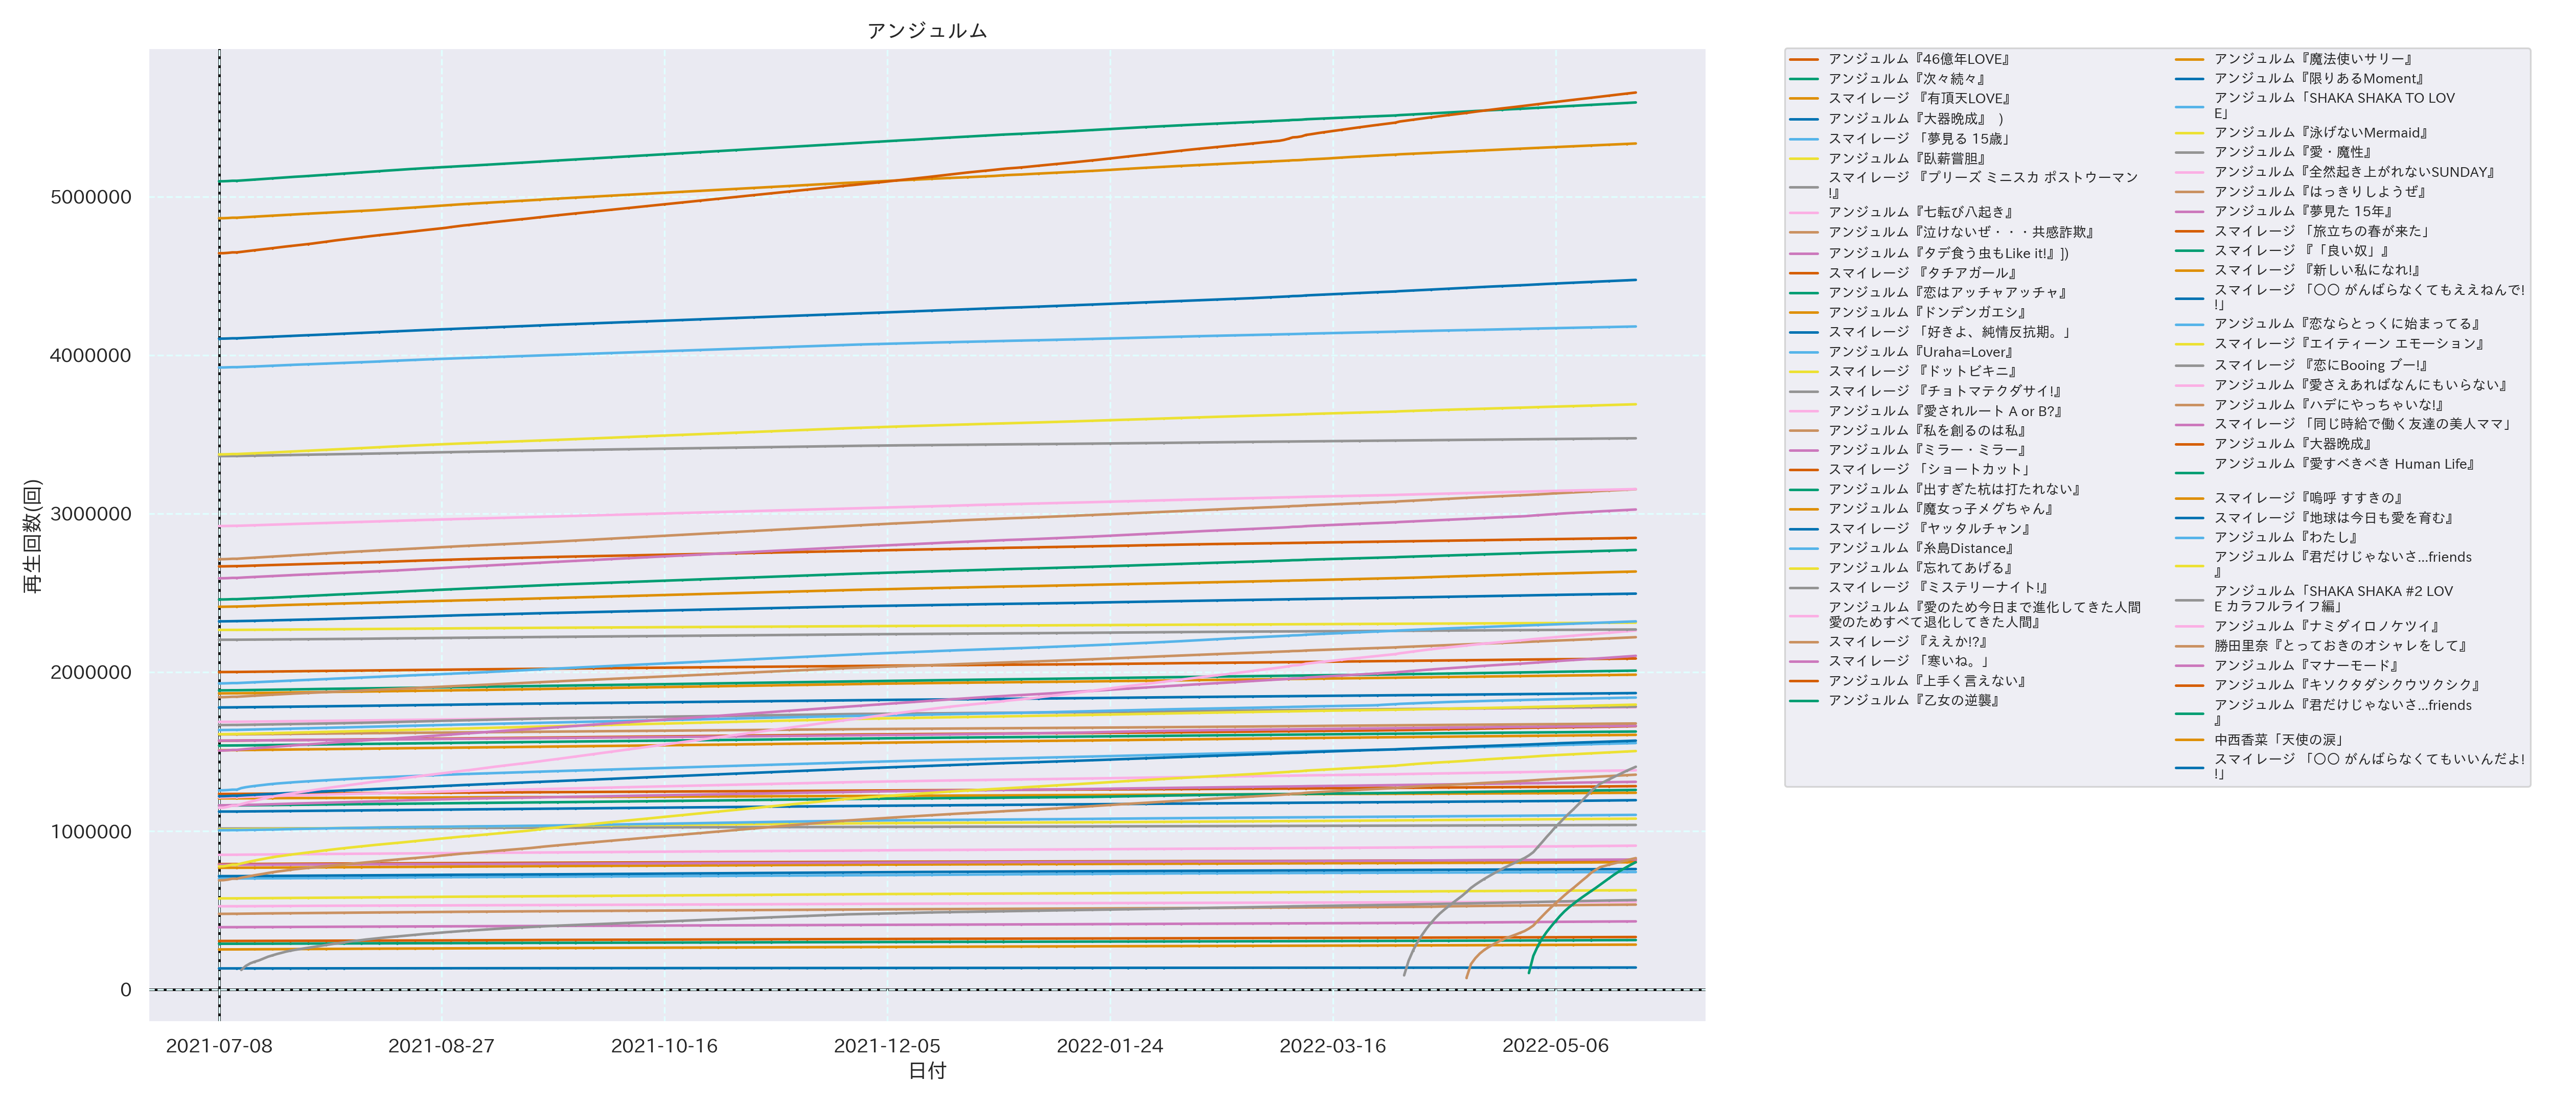 アンジュルム
再生回数(回)
5000000
4000000
3000000
2000000
1000000
0
2021-07-08
2021-08-27
2021-10-16
2021-12-05
2022-01-24
2022-03-16
2022-05-06
日付
アンジュルム『46億年LOVE』
アンジュルム『次々続々』
スマイレージ 『有頂天LOVE』
アンジュルム『大器晩成』 )
スマイレージ 「夢見る 15歳」
アンジュルム『臥薪嘗胆』
スマイレージ 『プリーズ ミニスカ ポストウーマン
!』
アンジュルム『七転び八起き』
アンジュルム『泣けないぜ・・・共感詐欺』
アンジュルム『タデ食う虫もLike it!』])
スマイレージ 『タチアガール』
アンジュルム『恋はアッチャアッチャ』
アンジュルム『ドンデンガエシ』
スマイレージ 「好きよ、純情反抗期。」
アンジュルム『Uraha=Lover』
スマイレージ 『ドットビキニ』
スマイレージ 『チョトマテクダサイ!』
アンジュルム『愛されルート A or B?』
アンジュルム『私を創るのは私』
アンジュルム『ミラー・ミラー』
スマイレージ 「ショートカット」
アンジュルム『出すぎた杭は打たれない』
アンジュルム『魔女っ子メグちゃん』
スマイレージ 『ヤッタルチャン』
アンジュルム『糸島Distance』
アンジュルム『忘れてあげる』
スマイレージ 『ミステリーナイト!』
アンジュルム『愛のため今日まで進化してきた人間
愛のためすべて退化してきた人間』
スマイレージ 『ええか!?』
スマイレージ 「寒いね。」
アンジュルム『上手く言えない』
アンジュルム『乙女の逆襲』
アンジュルム『魔法使いサリー』
アンジュルム『限りあるMoment』
アンジュルム「SHAKA SHAKA TO LOV
E」
アンジュルム『泳げないMermaid』
アンジュルム『愛・魔性』
アンジュルム『全然起き上がれないSUNDAY』
アンジュルム『はっきりしようぜ』
アンジュルム『夢見た 15年』
スマイレージ 「旅立ちの春が来た」
スマイレージ 『「良い奴」』
スマイレージ 『新しい私になれ!』
スマイレージ 「〇〇 がんばらなくてもええねんで!
!」
アンジュルム『恋ならとっくに始まってる』
スマイレージ『エイティーン エモーション』
スマイレージ 『恋にBooing ブー!』
アンジュルム『愛さえあればなんにもいらない』
アンジュルム『ハデにやっちゃいな!』
スマイレージ 「同じ時給で働く友達の美人ママ」
アンジュルム『大器晩成』
アンジュルム『愛すべきべき Human Life』
スマイレージ『嗚呼 すすきの』
スマイレージ『地球は今日も愛を育む』
アンジュルム『わたし』
アンジュルム『君だけじゃないさ...friends
』
アンジュルム「SHAKA SHAKA #2 LOV
E カラフルライフ編」
アンジュルム『ナミダイロノケツイ』
勝田里奈『とっておきのオシャレをして』
アンジュルム『マナーモード』
アンジュルム『キソクタダシクウツクシク』
アンジュルム『君だけじゃないさ...friends
』
中西香菜「天使の涙」
スマイレージ 「〇〇 がんばらなくてもいいんだよ!
!」